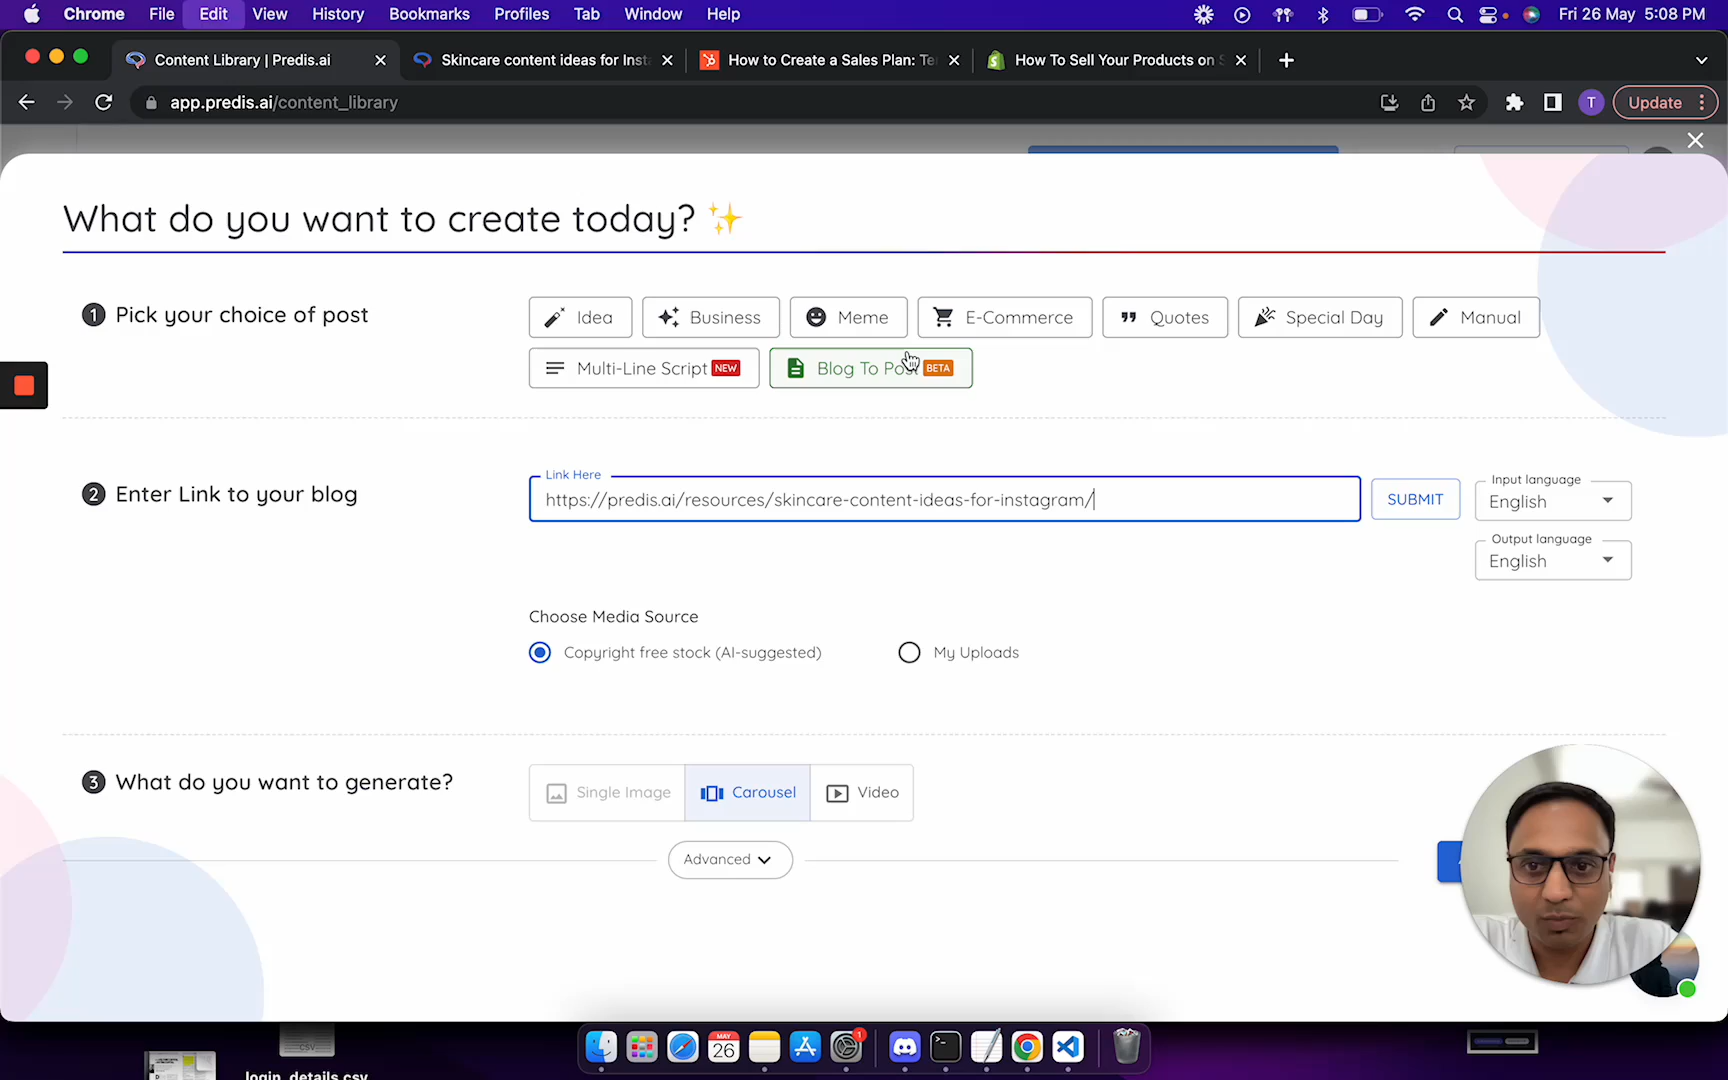 Chrome File Edit View History Bookmarks Profiles Tab Window Help
Fri 26 May 5:08 PM
Content Library | Predis.ai
Skincare content ideas for Inst
How to Create a Sales Plan: Te
How To Sell Your Products on S
app.predis.ai/content_library
T
Update
What do you want to create today?
1 Pick your choice of post
Idea
Business
Meme
E-Commerce
Quotes
Special Day
Manual
Multi-Line Script NEW
Blog To Post BETA
2 Enter Link to your blog
Link Here
https://predis.ai/resources/skincare-content-ideas-for-instagram/
SUBMIT
Input language
English
Output language
English
Choose Media Source
Copyright free stock (AI-suggested)
My Uploads
3 What do you want to generate?
Single Image
Carousel
Video
Advanced
MAY
26
1
CSV
login_details.csv